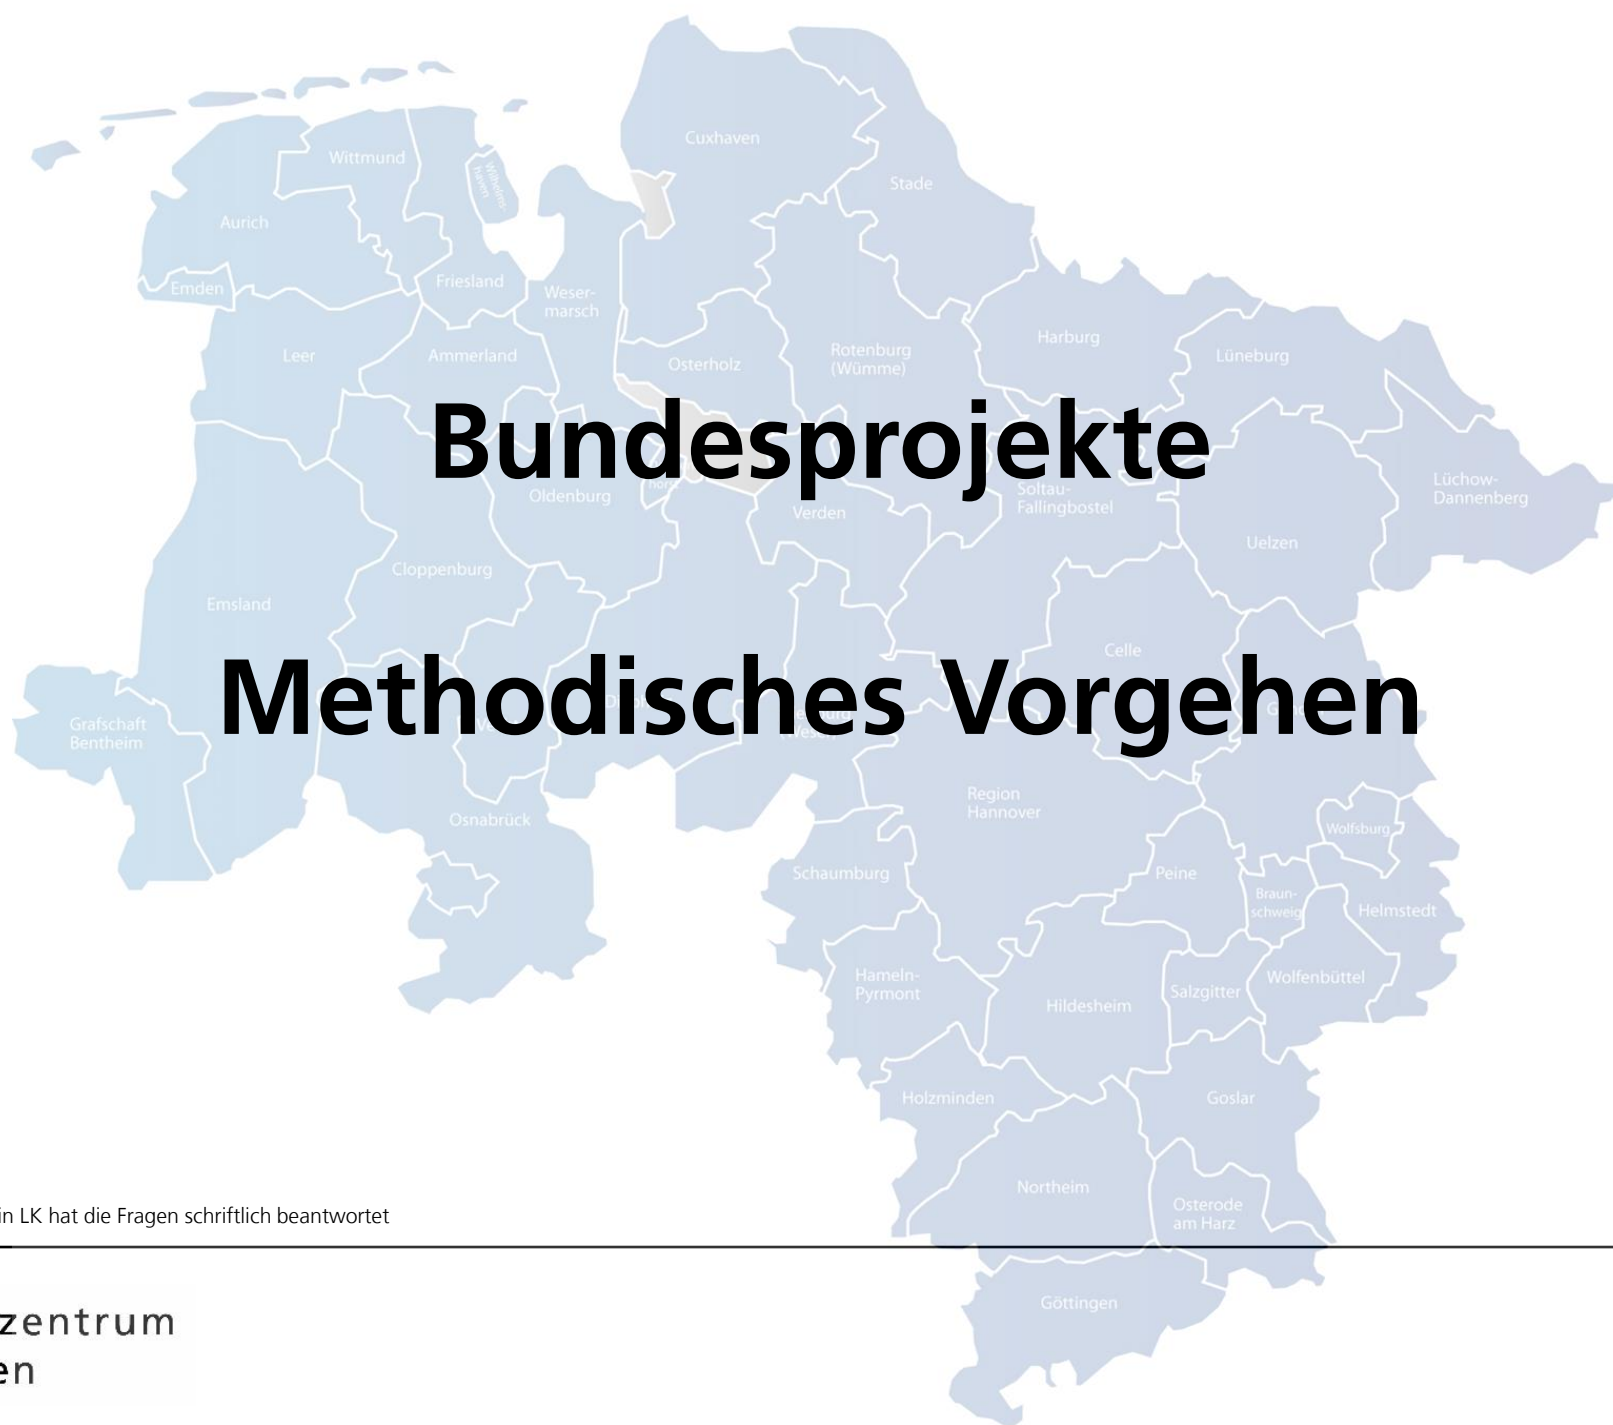 Cuxhaven
Wittmund
Wilhelms-
haven
Stade
Aurich
Friesland
Emden
Weser-
marsch
Harburg
Rotenburg
(Wümme)
Leer
Ammerland
Lüneburg
Osterholz
Bundesprojekte
Lüchow-
Dannenberg
Soltau-
Fallingbostel
Oldenburg
Verden
Uelzen
Cloppenburg
Emsland
Celle
Methodisches Vorgehen
Grafschaft
Bentheim
Region
Hannover
Osnabrück
Wolfsburg
Schaumburg
Peine
Braun-
schweig
Helmstedt
Hameln-
Pyrmont
Wolfenbüttel
Salzgitter
Hildesheim
Holzminden
Goslar
Northeim
Osterode
am Harz
in LK hat die Fragen schriftlich beantwortet
Göttingen
zentrum
en